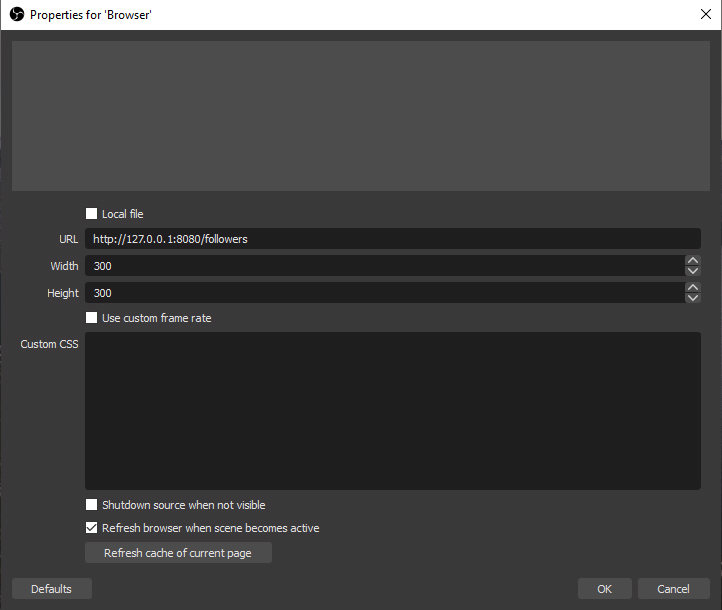 Properties for 'Browser'
Local file
URL http://127.0.0.1:8080/followers
Width 300
Height 300
Use custom frame rate
Custom CSS
Shutdown source when not visible
Refresh browser when scene becomes active
Refresh cache of current page
Defaults OK Cancel